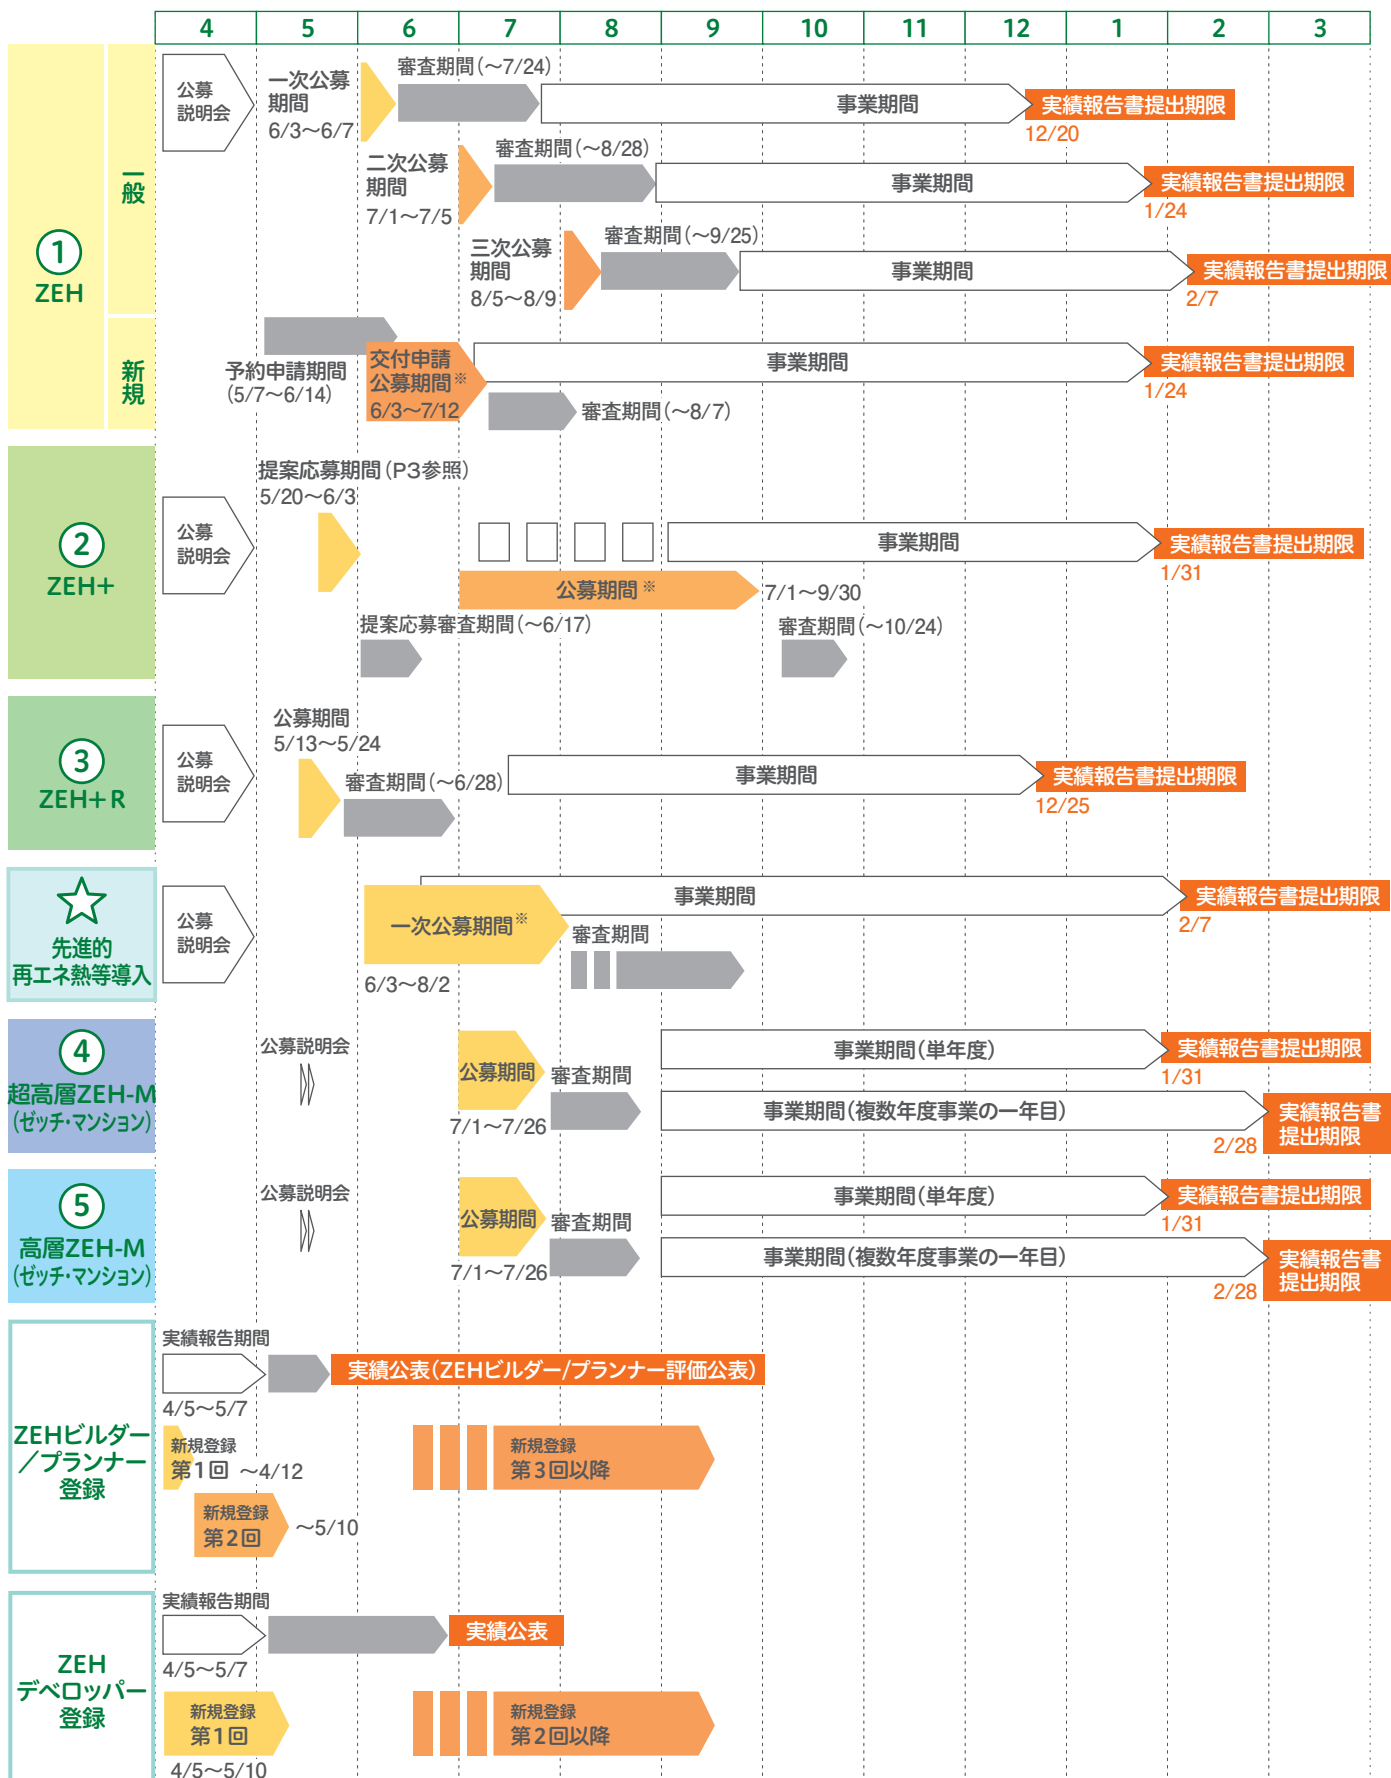 4 5 6 7 8 9 10 11 12 1 2 3
① ZEH
一般
公募
説明会
一次公募
期間
6/3～6/7
審査期間(～7/24)
事業期間
実績報告書提出期限
12/20
二次公募
期間
7/1～7/5
審査期間(～8/28)
事業期間
実績報告書提出期限
1/24
三次公募
期間
8/5～8/9
審査期間(～9/25)
事業期間
実績報告書提出期限
2/7
新規
予約申請期間
(5/7～6/14)
交付申請
公募期間※
6/3～7/12
事業期間
実績報告書提出期限
1/24
審査期間(～8/7)
②
ZEH+
公募
説明会
提案応募期間(P3参照)
5/20～6/3
事業期間
実績報告書提出期限
1/31
公募期間※
7/1～9/30
提案応募審査期間(～6/17)
審査期間(～10/24)
③
ZEH+R
公募
説明会
公募期間
5/13～5/24
審査期間(～6/28)
事業期間
実績報告書提出期限
12/25
先進的
再エネ熱等導入
公募
説明会
一次公募期間※
6/3～8/2
事業期間
実績報告書提出期限
2/7
審査期間
④
超高層ZEH-M
(ゼッチ・マンション)
公募説明会
公募期間
7/1～7/26
審査期間
事業期間(単年度)
実績報告書提出期限
1/31
事業期間(複数年度事業の一年目)
実績報告書
提出期限
2/28
⑤
高層ZEH-M
(ゼッチ・マンション)
公募説明会
公募期間
7/1～7/26
審査期間
事業期間(単年度)
実績報告書提出期限
1/31
事業期間(複数年度事業の一年目)
実績報告書
提出期限
2/28
ZEHビルダー
／プランナー
登録
実績報告期間
4/5～5/7
実績公表(ZEHビルダー/プランナー評価公表)
新規登録
第1回 ～4/12
新規登録
第2回
～5/10
新規登録
第3回以降
ZEH
デベロッパー
登録
実績報告期間
4/5～5/7
実績公表
新規登録
第1回
4/5～5/10
新規登録
第2回以降